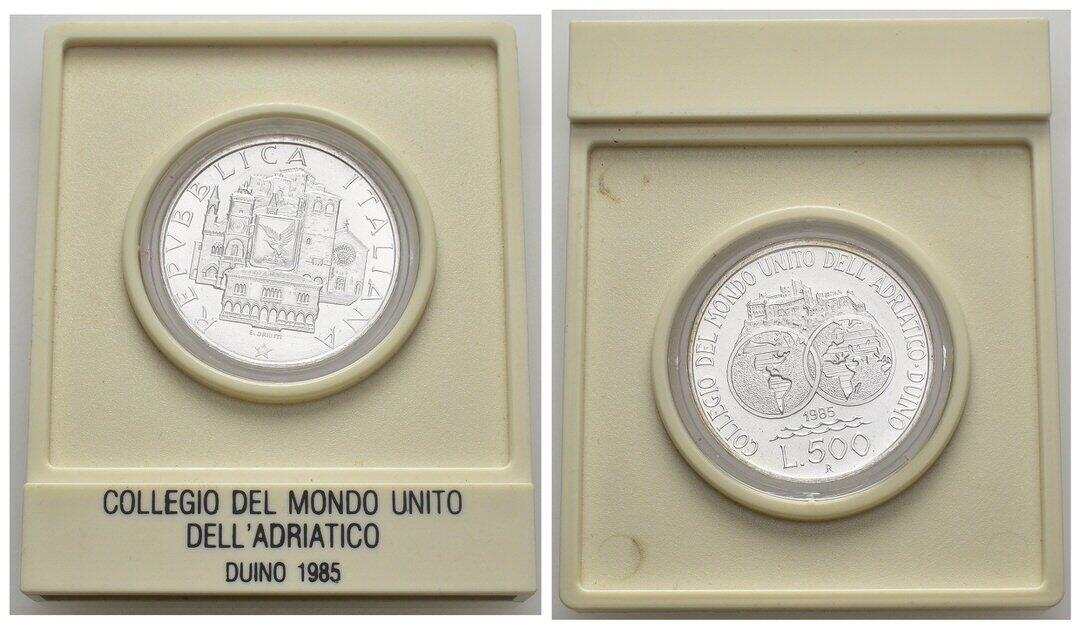 REPVBBLICA ITALIANA
E. DRIUTTI
COLLEGIO DEL MONDO UNITO
DELL'ADRIATICO
DUINO 1985
COLLEGIO DEL MONDO UNITO DELL'ADRIATICO · DUINO
1985
L.500
R